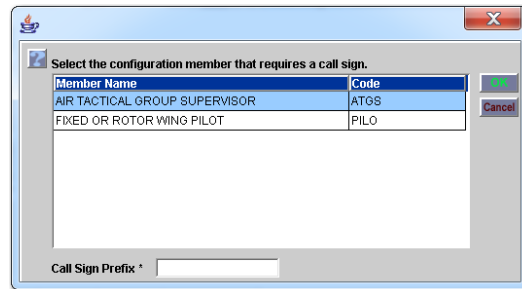 X
?
Select the configuration member that requires a call sign.
Member Name Code
AIR TACTICAL GROUP SUPERVISOR ATGS
FIXED OR ROTOR WING PILOT PILO
OK
Cancel
Call Sign Prefix *